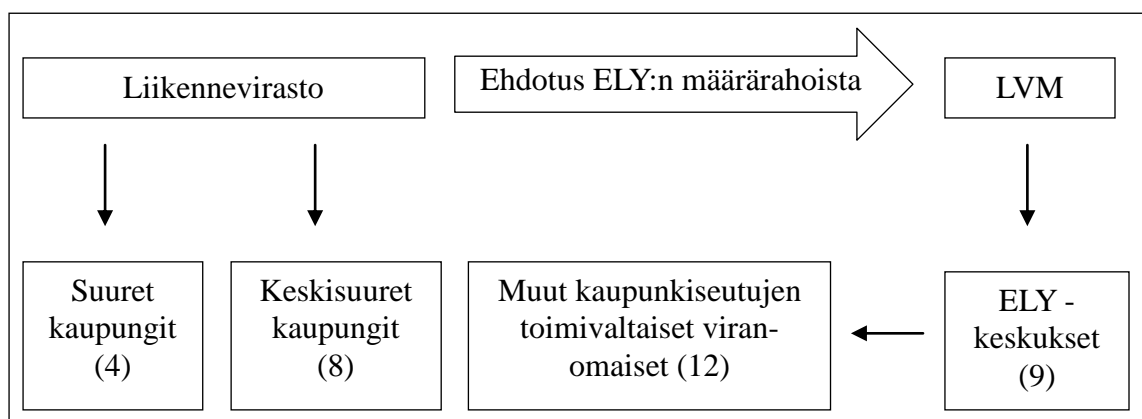 Liikennevirasto
Ehdotus ELY:n määrärahoista
LVM
Suuret
kaupungit
(4)
Keskisuuret
kaupungit
(8)
Muut kaupunkiseutujen
toimivaltaiset viran-
omaiset (12)
ELY -
keskukset
(9)